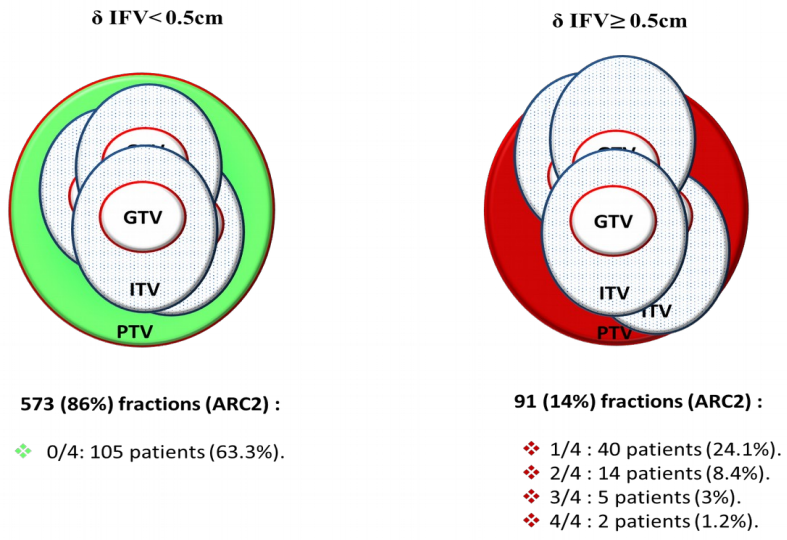 δ IFV< 0.5cm
GTV
ITV
PTV
573 (86%) fractions (ARC2) :
0/4: 105 patients (63.3%).
δ IFV≥ 0.5cm
GTV
ITV
ITV
PTV
91 (14%) fractions (ARC2) :
1/4 : 40 patients (24.1%).
2/4 : 14 patients (8.4%).
3/4 : 5 patients (3%).
4/4 : 2 patients (1.2%).